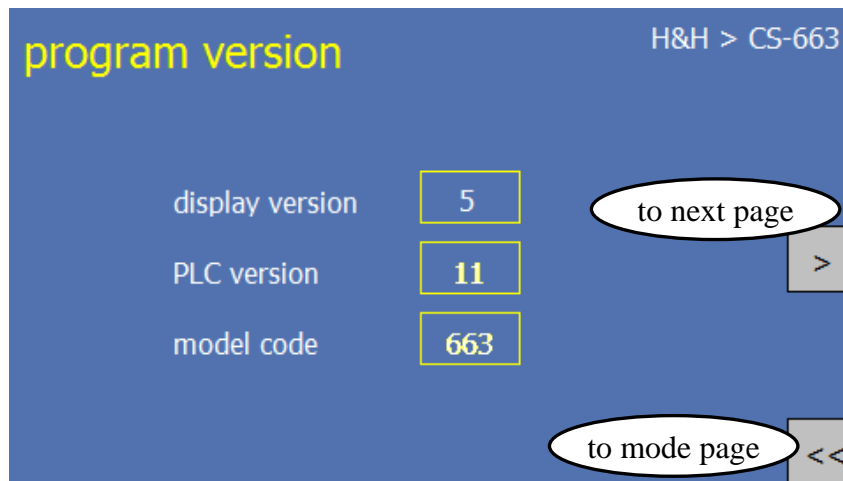 program version
H&H > CS-663
display version 5
to next page
PLC version 11
>
model code 663
to mode page
<<